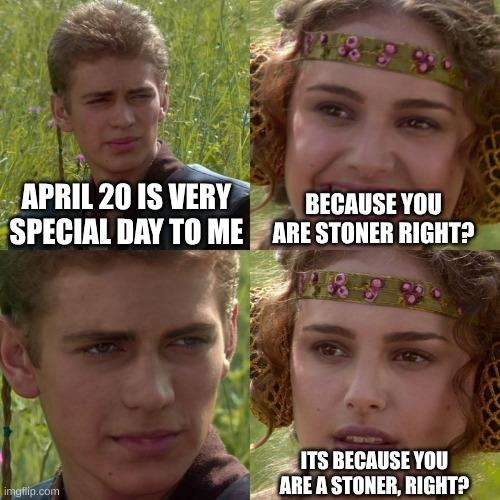 APRIL 20 IS VERY
SPECIAL DAY TO ME
BECAUSE YOU
ARE STONER RIGHT?
ITS BECAUSE YOU
ARE A STONER, RIGHT?
imgflip.com